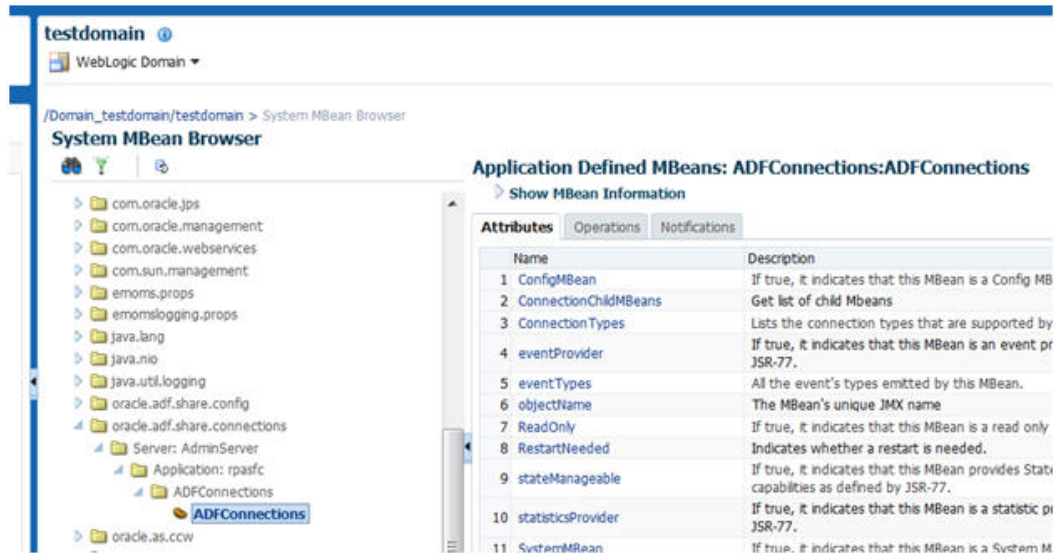 testdomain
WebLogic Domain
/Domain_testdomain/testdomain > System MBean Browser
System MBean Browser
com.oracle.jps
com.oracle.management
com.oracle.webservices
com.sun.management
emoms.props
emomslogging.props
java.lang
java.nio
java.util.logging
oracle.adf.share.config
oracle.adf.share.connections
Server: AdminServer
Application: rpasfc
ADFConnections
ADFConnections
oracle.as.ccw
Application Defined MBeans: ADFConnections:ADFConnections
Show MBean Information
Attributes Operations Notifications
Name Description
1 ConfigMBean If true, it indicates that this MBean is a Config MB
2 ConnectionChildMBeans Get list of child Mbeans
3 ConnectionTypes Lists the connection types that are supported by
4 eventProvider If true, it indicates that this MBean is an event pr
JSR-77.
5 eventTypes All the event's types emitted by this MBean.
6 objectName The MBean's unique JMX name
7 ReadOnly If true, it indicates that this MBean is a read only
8 RestartNeeded Indicates whether a restart is needed.
9 stateManageable If true, it indicates that this MBean provides State
capabilities as defined by JSR-77.
10 statisticsProvider If true, it indicates that this MBean is a statistic p
JSR-77.
11 SystemMBean If true, it indicates that this MBean is a System M